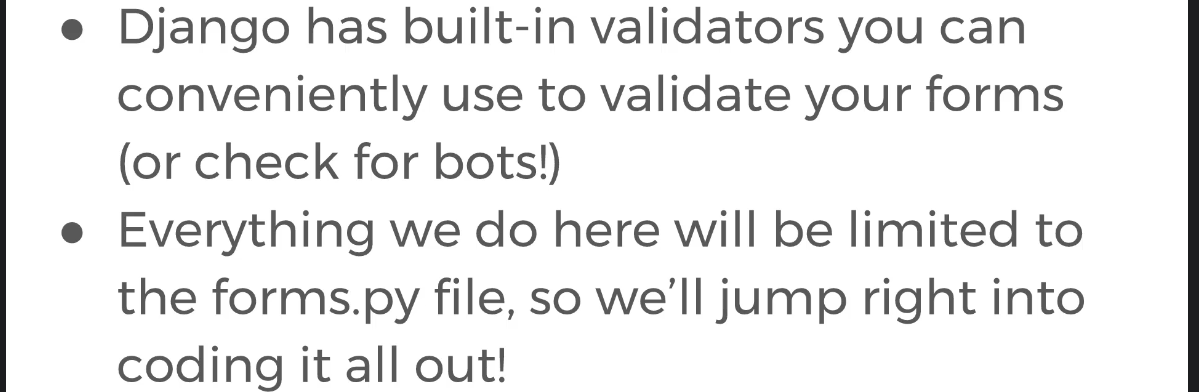 ● Django has built-in validators you can
conveniently use to validate your forms
(or check for bots!)
● Everything we do here will be limited to
the forms.py file, so we’ll jump right into
coding it all out!